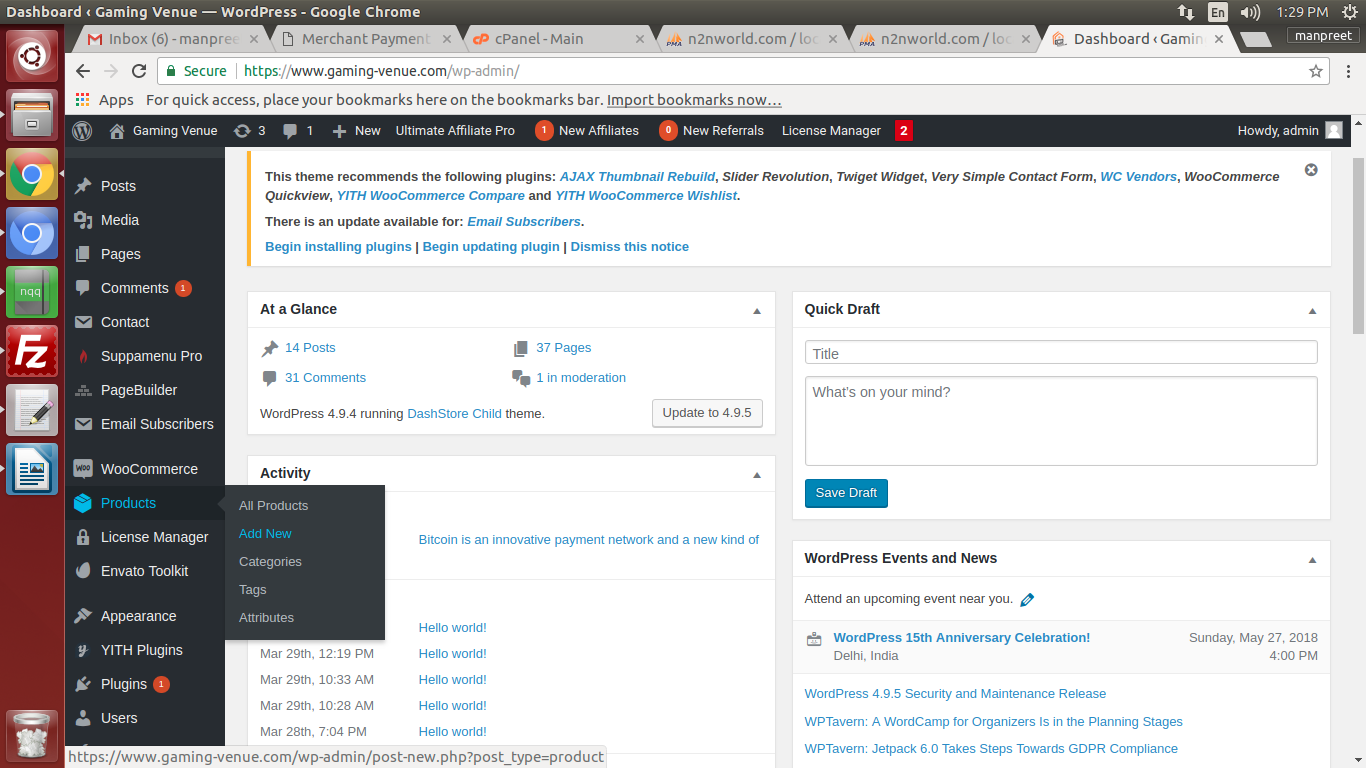 Dashboard ‹ Gaming Venue — WordPress - Google Chrome
En
1:29 PM
Inbox (6) - manpree
Merchant Payment
cPanel - Main
n2nworld.com / loc
n2nworld.com / loc
Dashboard ‹ Gamin
manpreet
Secure
https://www.gaming-venue.com/wp-admin/
Apps
For quick access, place your bookmarks here on the bookmarks bar. Import bookmarks now…
Gaming Venue
3
1
New
Ultimate Affiliate Pro
1 New Affiliates
0 New Referrals
License Manager
2
Howdy, admin
Posts
Media
Pages
Comments 1
Contact
Suppamenu Pro
PageBuilder
Email Subscribers
WooCommerce
Products
License Manager
Envato Toolkit
Appearance
YITH Plugins
Plugins 1
Users
All Products
Add New
Categories
Tags
Attributes
nqq
This theme recommends the following plugins: AJAX Thumbnail Rebuild, Slider Revolution, Twiget Widget, Very Simple Contact Form, WC Vendors, WooCommerce
Quickview, YITH WooCommerce Compare and YITH WooCommerce Wishlist.
There is an update available for: Email Subscribers.
Begin installing plugins | Begin updating plugin | Dismiss this notice
At a Glance
14 Posts
37 Pages
31 Comments
1 in moderation
WordPress 4.9.4 running DashStore Child theme.
Update to 4.9.5
Activity
Bitcoin is an innovative payment network and a new kind of
Hello world!
Mar 29th, 12:19 PM
Hello world!
Mar 29th, 10:33 AM
Hello world!
Mar 29th, 10:28 AM
Hello world!
Mar 28th, 7:04 PM
Hello world!
Quick Draft
Title
What's on your mind?
Save Draft
WordPress Events and News
Attend an upcoming event near you.
WordPress 15th Anniversary Celebration!
Sunday, May 27, 2018
Delhi, India
4:00 PM
WordPress 4.9.5 Security and Maintenance Release
WPTavern: A WordCamp for Organizers Is in the Planning Stages
WPTavern: Jetpack 6.0 Takes Steps Towards GDPR Compliance
https://www.gaming-venue.com/wp-admin/post-new.php?post_type=product